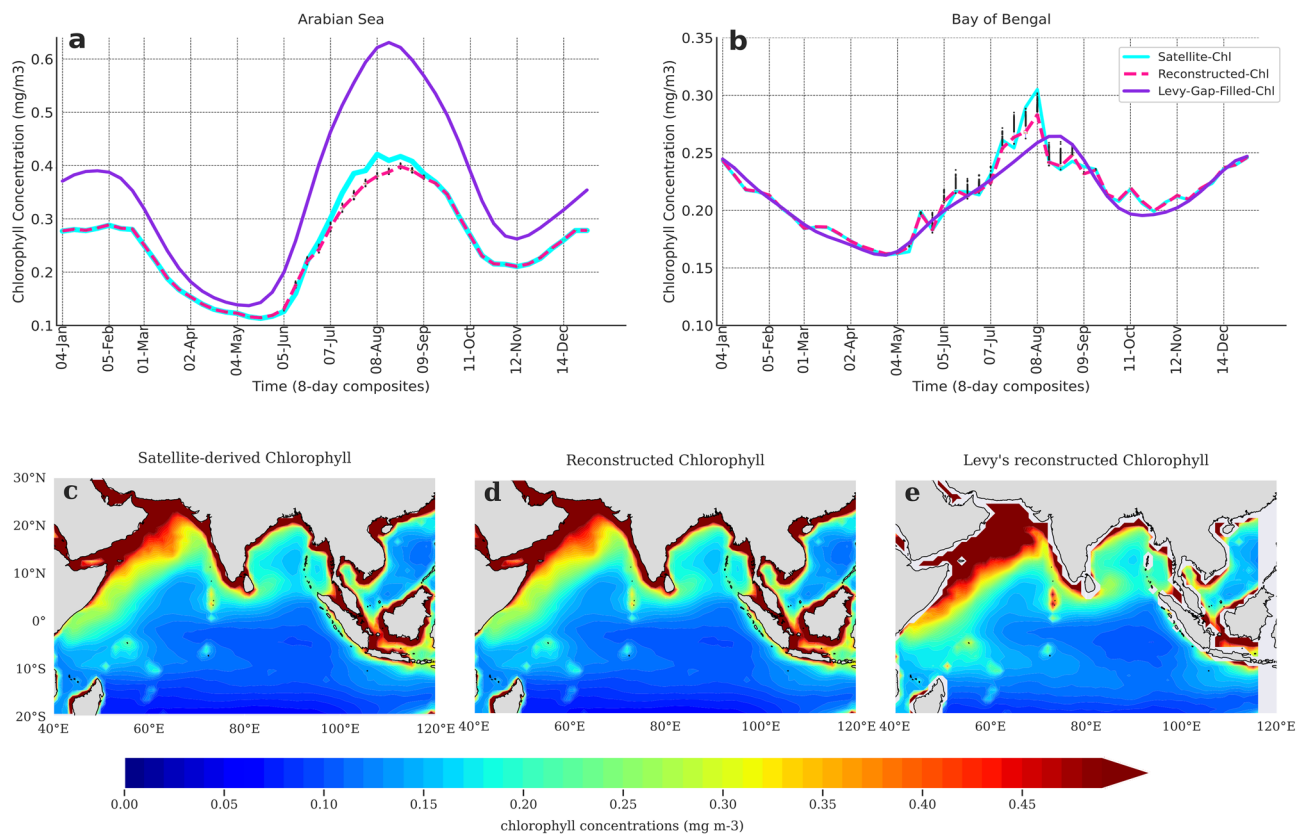 Arabian Sea
a
Chlorophyll Concentration (mg/m3)
0.6
0.5
0.4
0.3
0.2
0.1
04-Jan
05-Feb
01-Mar
02-Apr
04-May
05-Jun
07-Jul
08-Aug
09-Sep
11-Oct
12-Nov
14-Dec
Time (8-day composites)
Bay of Bengal
b
Chlorophyll Concentration (mg/m3)
0.35
0.30
0.25
0.20
0.15
0.10
Satellite-Chl
Reconstructed-Chl
Levy-Gap-Filled-Chl
04-Jan
05-Feb
01-Mar
02-Apr
04-May
05-Jun
07-Jul
08-Aug
09-Sep
11-Oct
12-Nov
14-Dec
Time (8-day composites)
Satellite-derived Chlorophyll
c
30°N
20°N
10°N
0°
10°S
20°S
40°E
60°E
80°E
100°E
120°E
Reconstructed Chlorophyll
d
40°E
60°E
80°E
100°E
120°E
Levy's reconstructed Chlorophyll
e
40°E
60°E
80°E
100°E
120°E
0.00
0.05
0.10
0.15
0.20
0.25
0.30
0.35
0.40
0.45
chlorophyll concentrations (mg m-3)